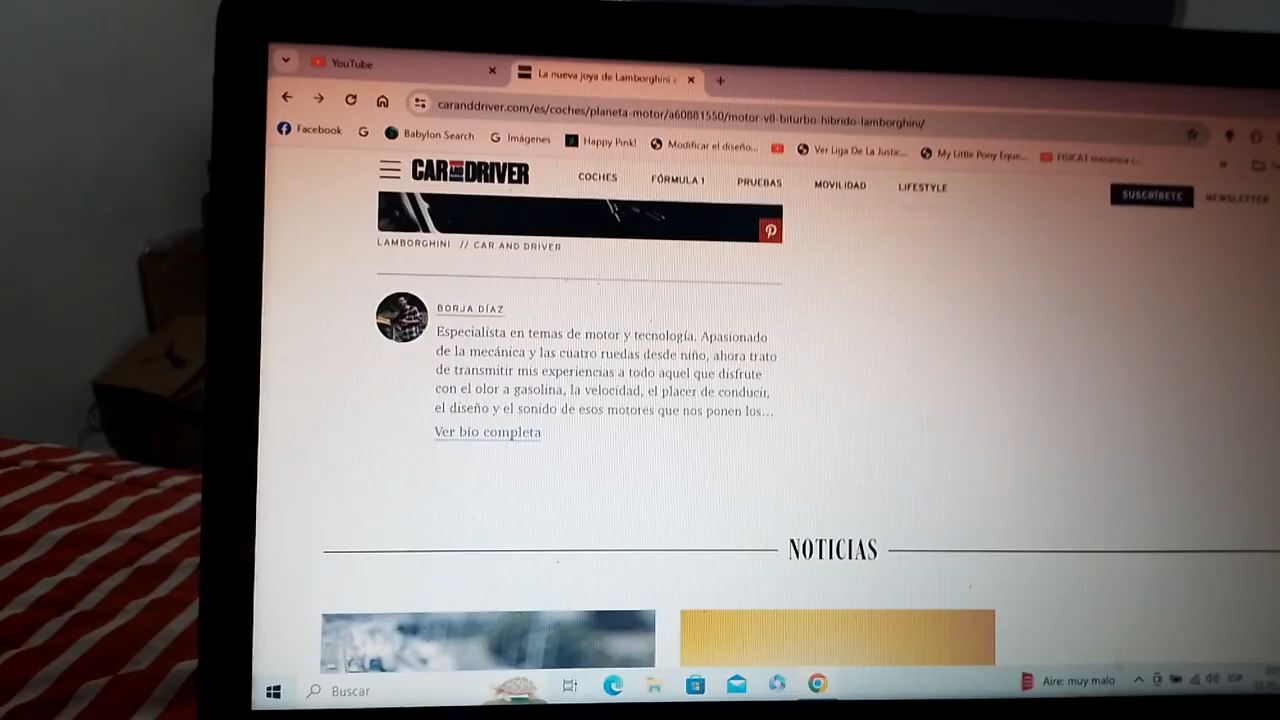 YouTube
La nueva joya de Lamborghini
caranddriver.com/es/coches/planeta-motor/a60881550/motor-v8-biturbo-hibrido-lamborghini/
Facebook
Babylon Search
Imágenes
Happy Pink!
Modificar el diseño...
Ver Liga De La Justic...
My Little Pony Eque...
CAR AND DRIVER
COCHES
FÓRMULA 1
PRUEBAS
MOVILIDAD
LIFESTYLE
SUSCRÍBETE
NEWSLETTER
LAMBORGHINI // CAR AND DRIVER
BORJA DÍAZ
Especialista en temas de motor y tecnología. Apasionado
de la mecánica y las cuatro ruedas desde niño, ahora trato
de transmitir mis experiencias a todo aquel que disfrute
con el olor a gasolina, la velocidad, el placer de conducir,
el diseño y el sonido de esos motores que nos ponen los...
Ver bio completa
NOTICIAS
Buscar
Aire: muy malo
ESP